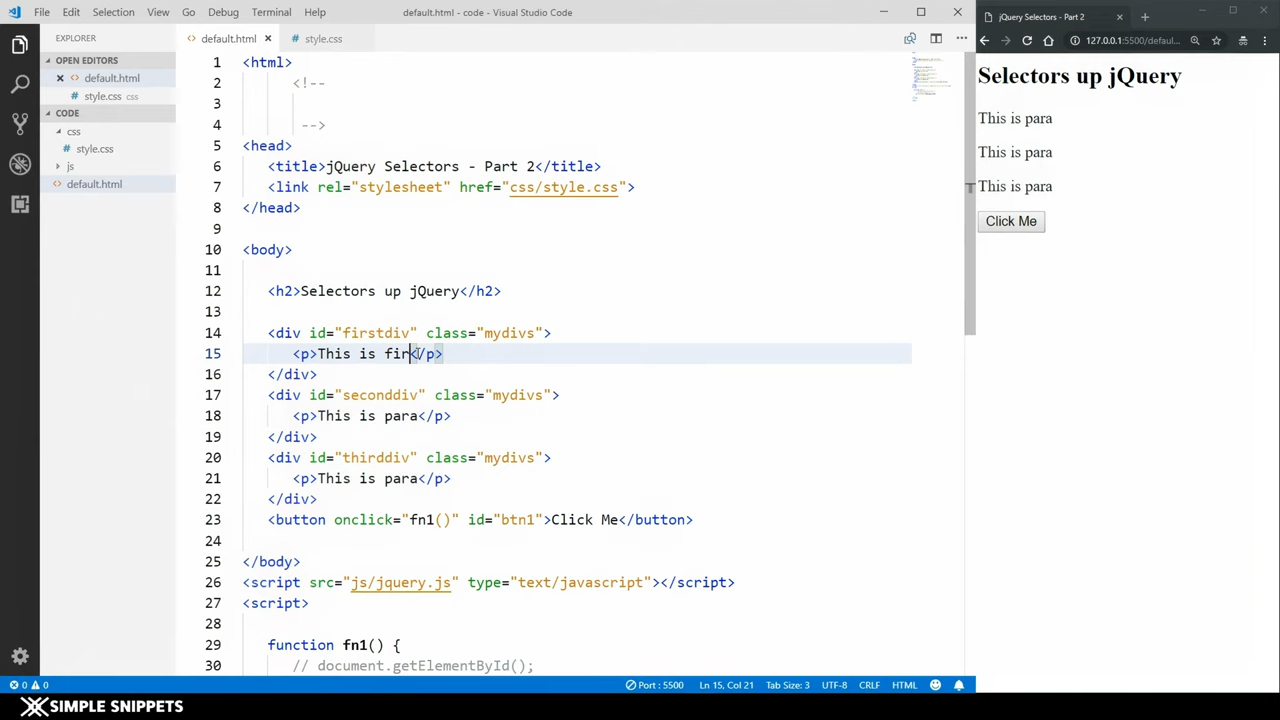 File Edit Selection View Go Debug Terminal Help
default.html - code - Visual Studio Code
EXPLORER
OPEN EDITORS
default.html
style.css css
CODE
css
style.css
js
default.html
default.html
style.css
1 <html>
2 <!--
3
4 -->
5 <head>
6 <title>jQuery Selectors - Part 2</title>
7 <link rel="stylesheet" href="css/style.css">
8 </head>
9
10 <body>
11
12 <h2>Selectors up jQuery</h2>
13
14 <div id="firstdiv" class="mydivs">
15 <p>This is fir</p>
16 </div>
17 <div id="seconddiv" class="mydivs">
18 <p>This is para</p>
19 </div>
20 <div id="thirddiv" class="mydivs">
21 <p>This is para</p>
22 </div>
23 <button onclick="fn1()" id="btn1">Click Me</button>
24
25 </body>
26 <script src="js/jquery.js" type="text/javascript"></script>
27 <script>
28
29 function fn1() {
30 // document.getElementById();
0 0
Port : 5500 Ln 15, Col 21 Tab Size: 3 UTF-8 CRLF HTML
jQuery Selectors - Part 2
127.0.0.1:5500/defaul...
Selectors up jQuery
This is para
This is para
This is para
Click Me
SIMPLE SNIPPETS